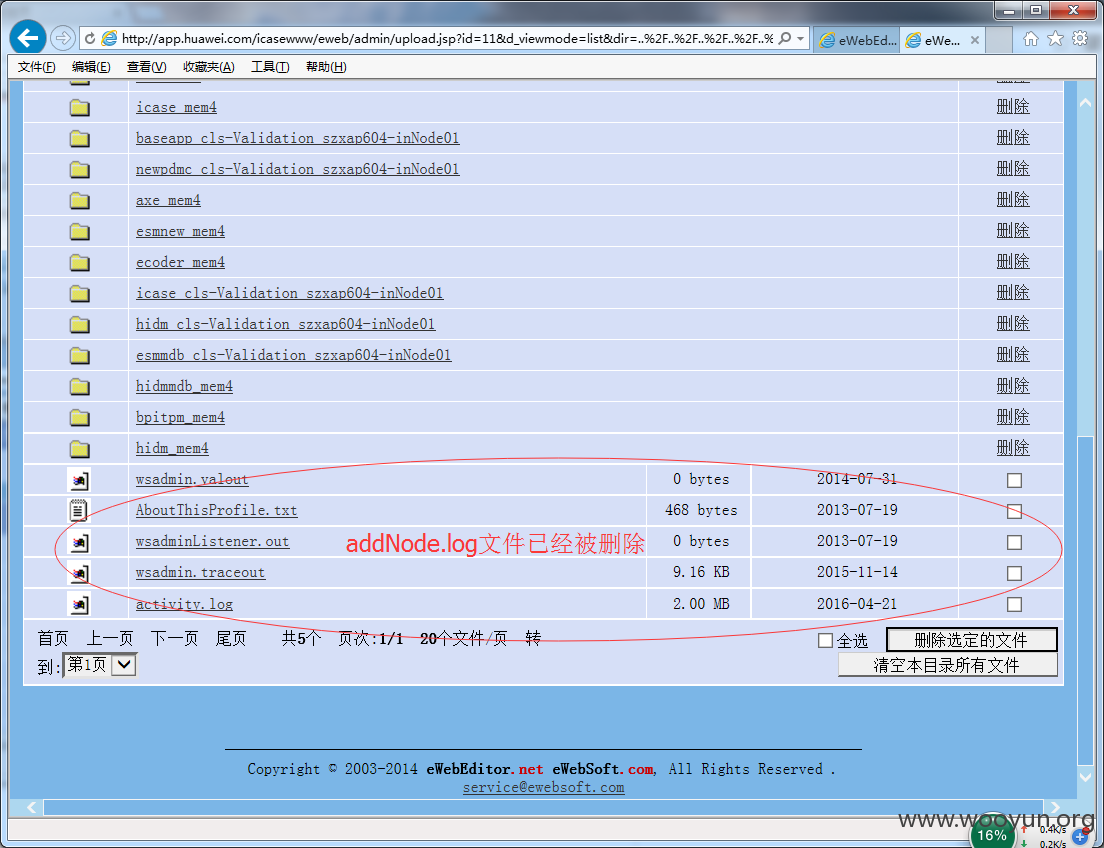 http://app.huawei.com/icasewww/eweb/admin/upload.jsp?id=11&d_viewmode=list&dir=..%2F..%2F..%2F..%2F..%
eWebEd...
eWe...
文件(F) 编辑(E) 查看(V) 收藏夹(A) 工具(T) 帮助(H)
icase_mem4 删除
baseapp_cls-Validation_szxap604-inNode01 删除
newpdmc_cls-Validation_szxap604-inNode01 删除
axe_mem4 删除
esmnew_mem4 删除
ecoder_mem4 删除
icase_cls-Validation_szxap604-inNode01 删除
hidm_cls-Validation_szxap604-inNode01 删除
esmmdb_cls-Validation_szxap604-inNode01 删除
hidmmdb_mem4 删除
bpitpm_mem4 删除
hidm_mem4 删除
wsadmin.valout 0 bytes 2014-07-31
AboutThisProfile.txt 468 bytes 2013-07-19
wsadminListener.out 0 bytes 2013-07-19
addNode.log文件已经被删除
wsadmin.traceout 9.16 KB 2015-11-14
activity.log 2.00 MB 2016-04-21
首页 上一页 下一页 尾页 共5个 页次:1/1 20个文件/页 转
到:第1页
全选 删除选定的文件
清空本目录所有文件
Copyright © 2003-2014 eWebEditor.net eWebSoft.com, All Rights Reserved .
service@ewebsoft.com
www.wooyun.org
16%
0.4K/s
0.2K/s